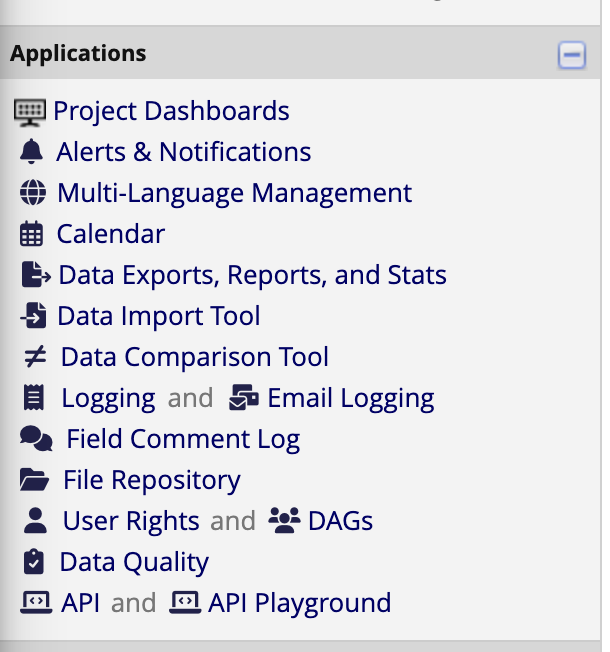 Applications
Project Dashboards
Alerts & Notifications
Multi-Language Management
Calendar
Data Exports, Reports, and Stats
Data Import Tool
Data Comparison Tool
Logging and Email Logging
Field Comment Log
File Repository
User Rights and DAGs
Data Quality
API and API Playground